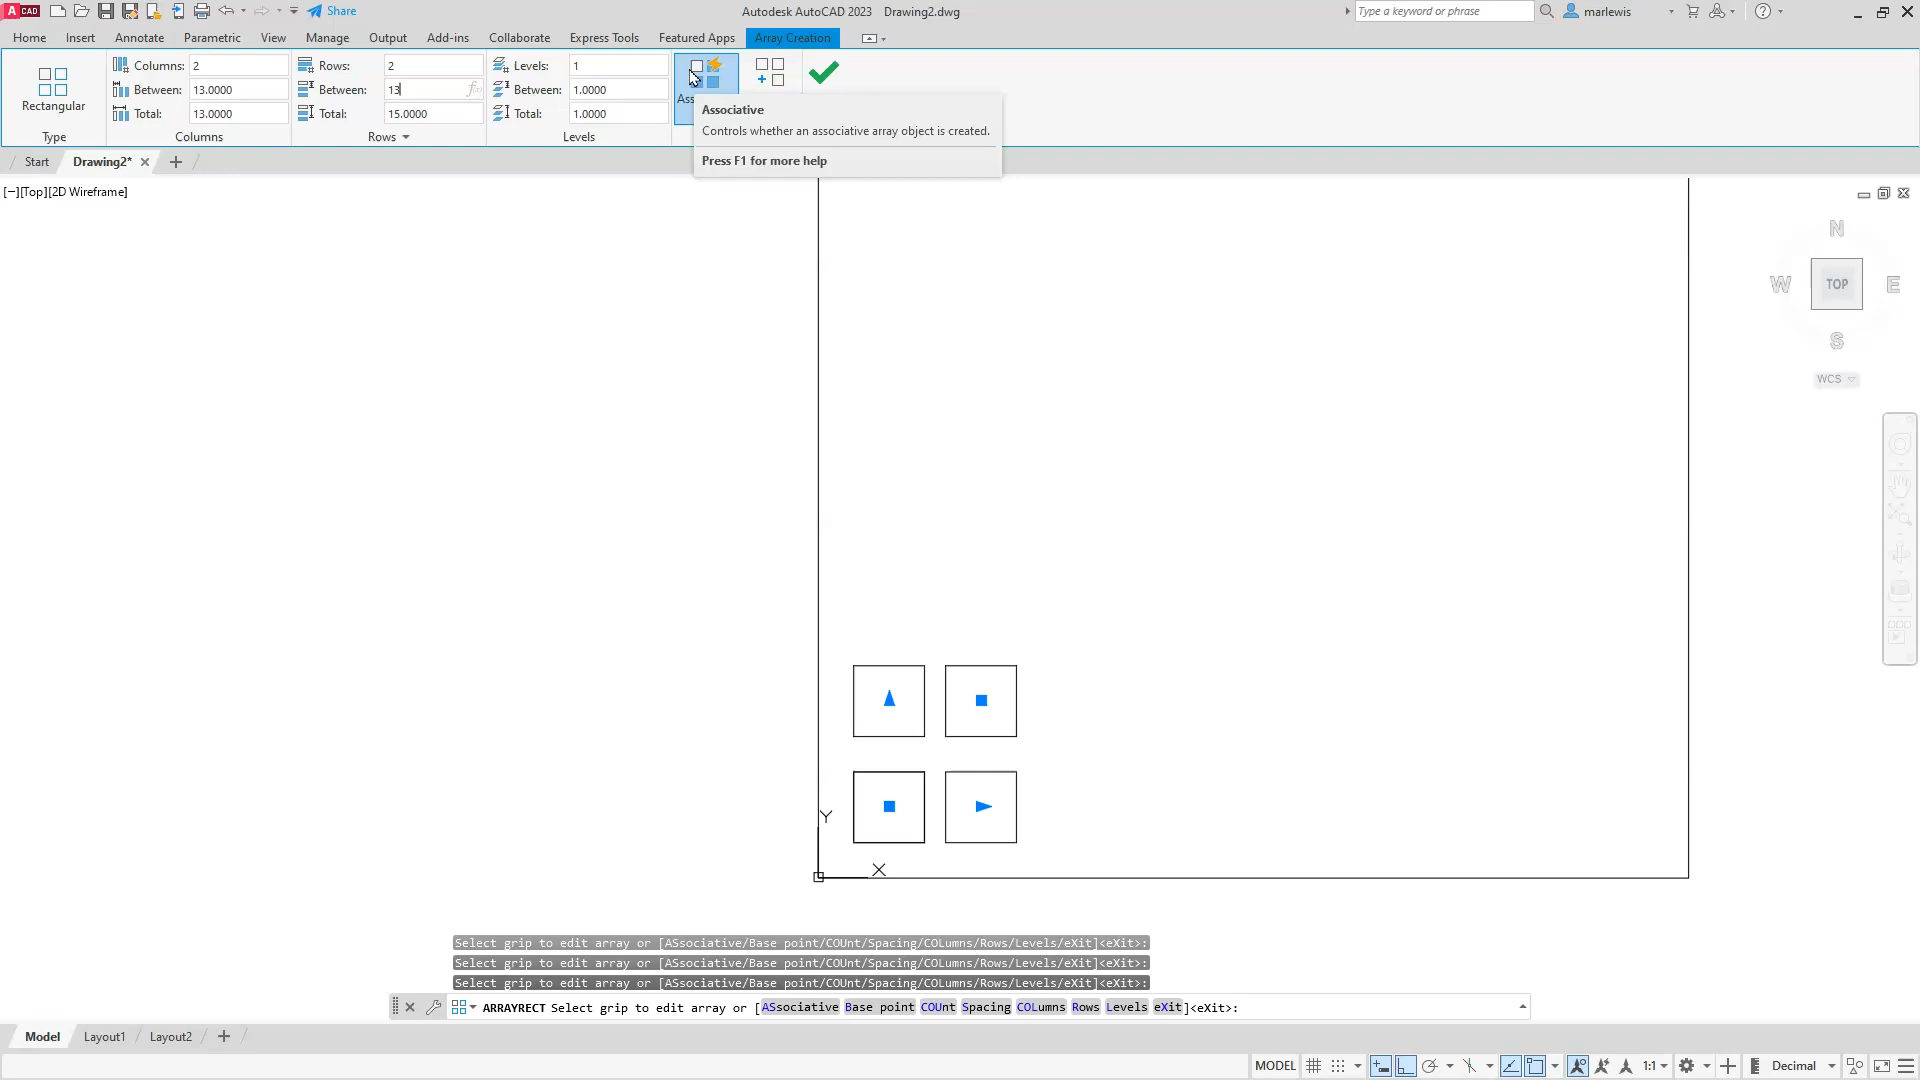 A CAD
Share
Autodesk AutoCAD 2023 Drawing2.dwg
Type a keyword or phrase
marlewis
Home Insert Annotate Parametric View Manage Output Add-ins Collaborate Express Tools Featured Apps Array Creation
Columns: 2 Rows: 2 Levels: 1
Between: 13.0000 Between: 13 Between: 1.0000
Total: 13.0000 Total: 15.0000 Total: 1.0000
Rectangular
Type Columns Rows Levels
Associative
Controls whether an associative array object is created.
Press F1 for more help
Start Drawing2*
[−][Top][2D Wireframe]
N
W TOP E
S
WCS
Y
X
Select grip to edit array or [ASsociative/Base point/COUnt/Spacing/COLumns/Rows/Levels/eXit]<eXit>:
Select grip to edit array or [ASsociative/Base point/COUnt/Spacing/COLumns/Rows/Levels/eXit]<eXit>:
Select grip to edit array or [ASsociative/Base point/COUnt/Spacing/COLumns/Rows/Levels/eXit]<eXit>:
ARRAYRECT Select grip to edit array or [ASsociative Base point COUnt Spacing COLumns Rows Levels eXit]<eXit>:
Model Layout1 Layout2
MODEL 1:1 Decimal